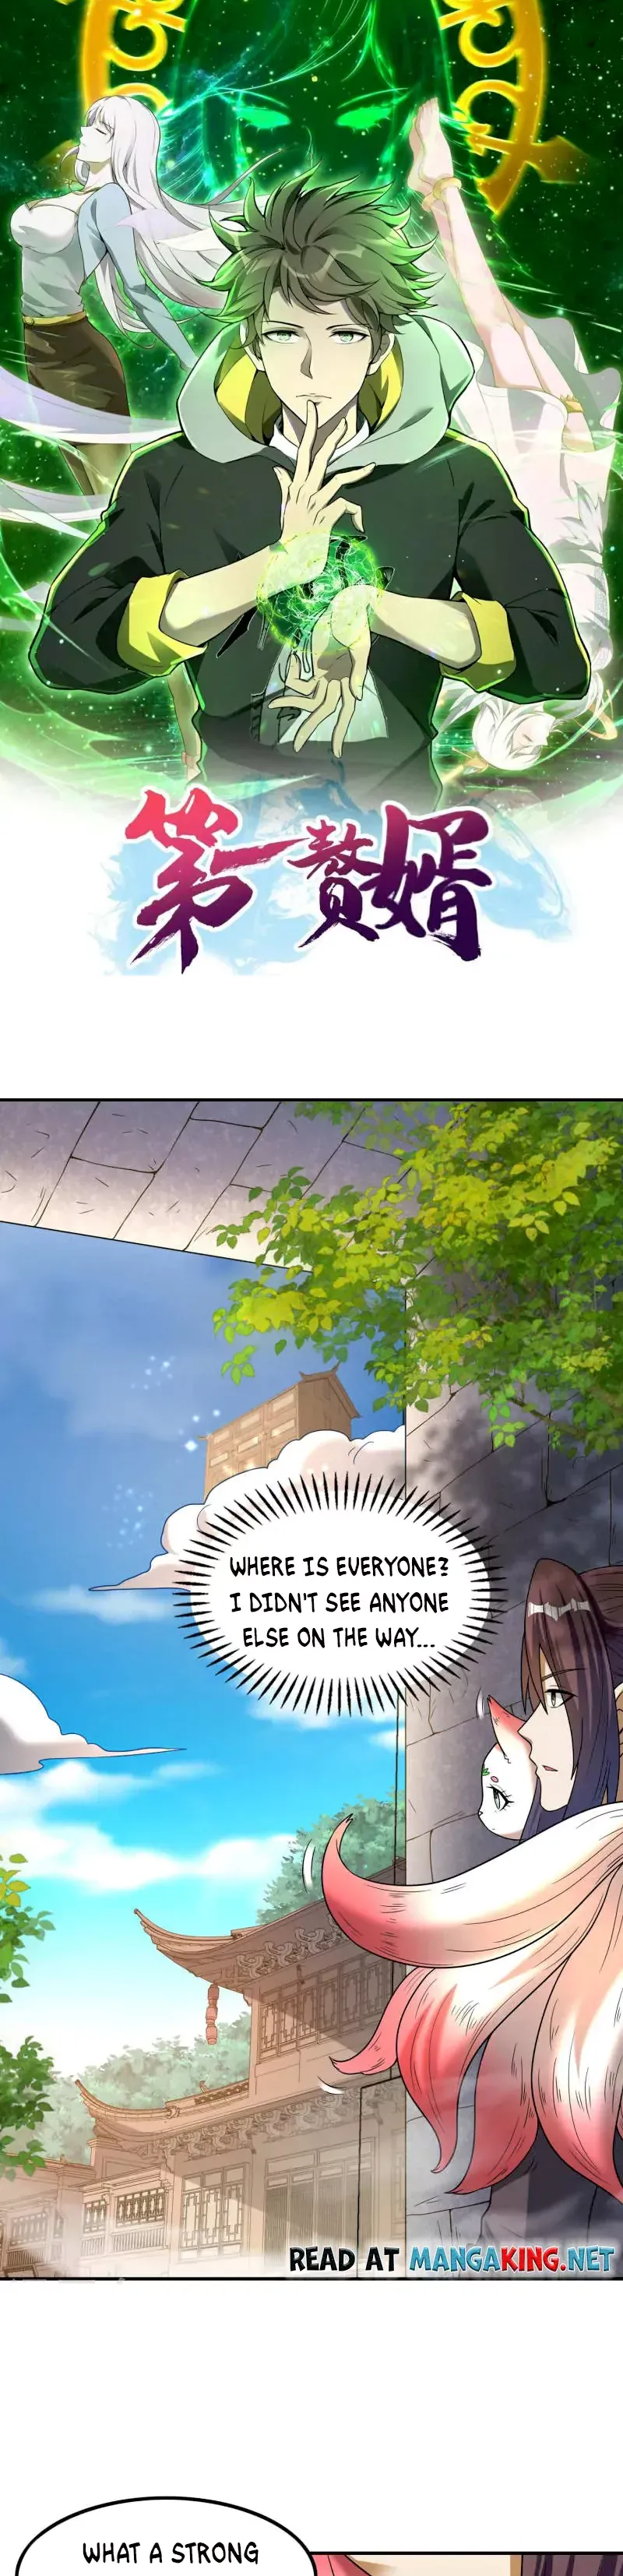 第一赘婿
WHERE IS EVERYONE?
I DIDN'T SEE ANYONE
ELSE ON THE WAY...
READ AT MANGAKING.NET
WHAT A STRONG